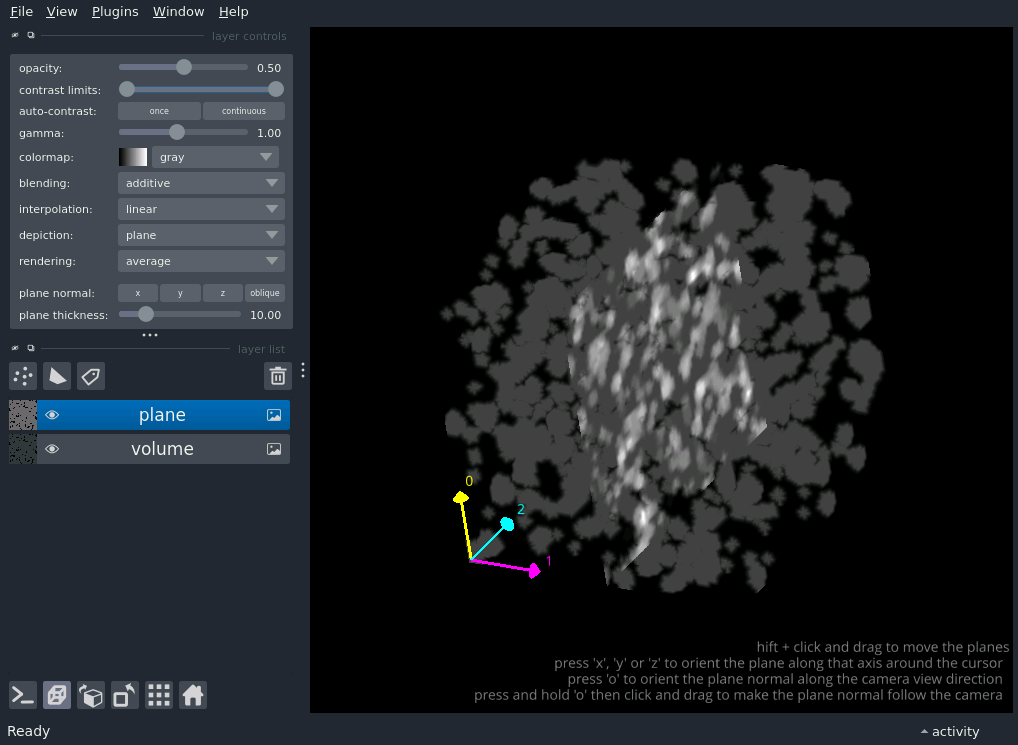 File View Plugins Window Help
layer controls
opacity: 0.50
contrast limits:
auto-contrast: once continuous
gamma: 1.00
colormap: gray
blending: additive
interpolation: linear
depiction: plane
rendering: average
plane normal: x y z oblique
plane thickness: 10.00
layer list
plane
volume
0
2
1
hift + click and drag to move the planes
press 'x', 'y' or 'z' to orient the plane along that axis around the cursor
press 'o' to orient the plane normal along the camera view direction
press and hold 'o' then click and drag to make the plane normal follow the camera
Ready activity